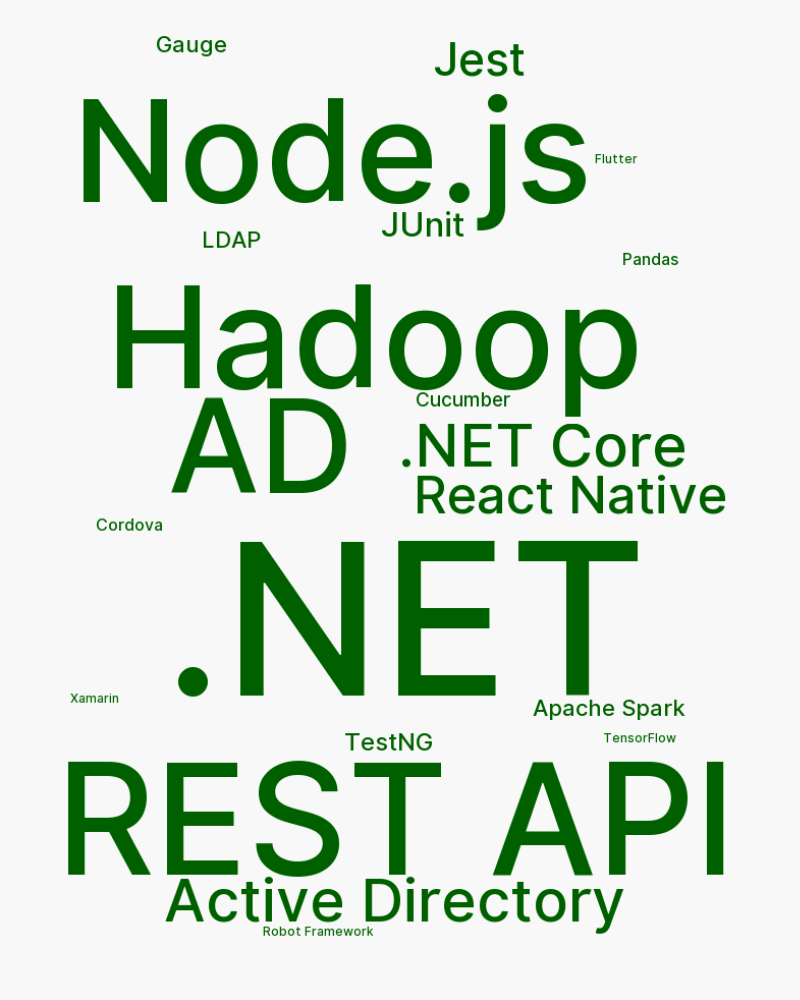 Gauge
Jest
Node.js
Flutter
JUnit
LDAP
Pandas
Hadoop
Cucumber
AD
.NET Core
React Native
Cordova
.NET
Xamarin
Apache Spark
TensorFlow
TestNG
REST API
Active Directory
Robot Framework